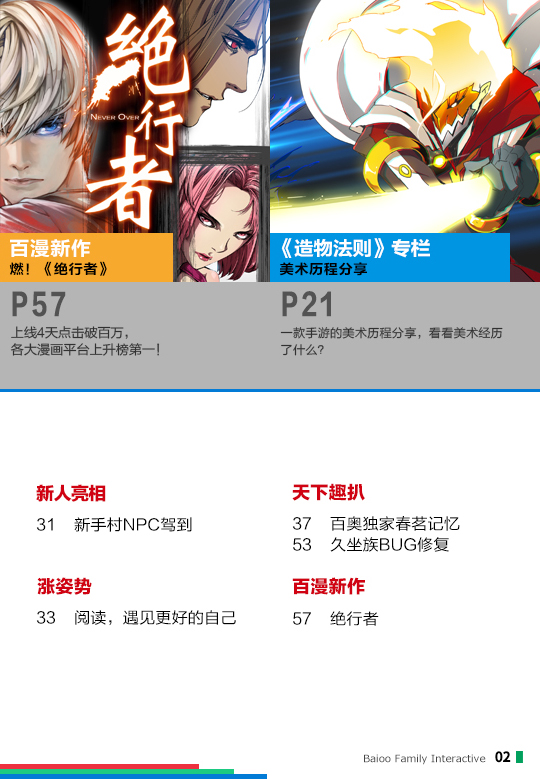 绝行者
NEVER OVER
百漫新作
燃！《绝行者》
P57
上线4天点击破百万，
各大漫画平台上升榜第一！
《造物法则》专栏
美术历程分享
P21
一款手游的美术历程分享，看看美术经历
了什么？
新人亮相
31 新手村NPC驾到
涨姿势
33 阅读，遇见更好的自己
天下趣扒
37 百奥独家春茗记忆
53 久坐族BUG修复
百漫新作
57 绝行者
Baioo Family Interactive 02